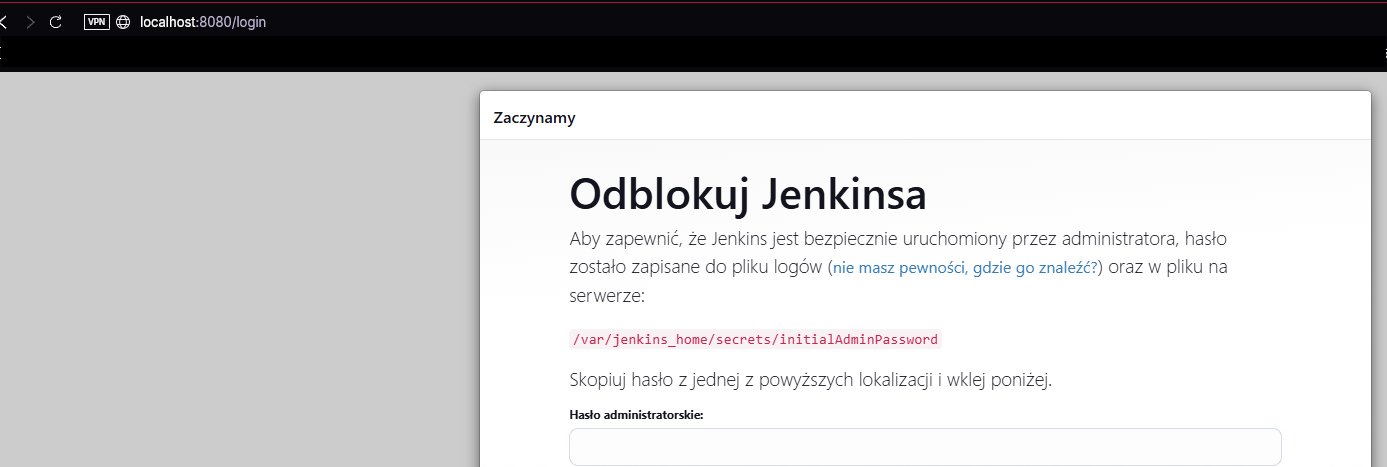 VPN localhost:8080/login
Zaczynamy
Odblokuj Jenkinsa
Aby zapewnić, że Jenkins jest bezpiecznie uruchomiony przez administratora, hasło
zostało zapisane do pliku logów (nie masz pewności, gdzie go znaleźć?) oraz w pliku na
serwerze:
/var/jenkins_home/secrets/initialAdminPassword
Skopiuj hasło z jednej z powyższych lokalizacji i wklej poniżej.
Hasło administratorskie: